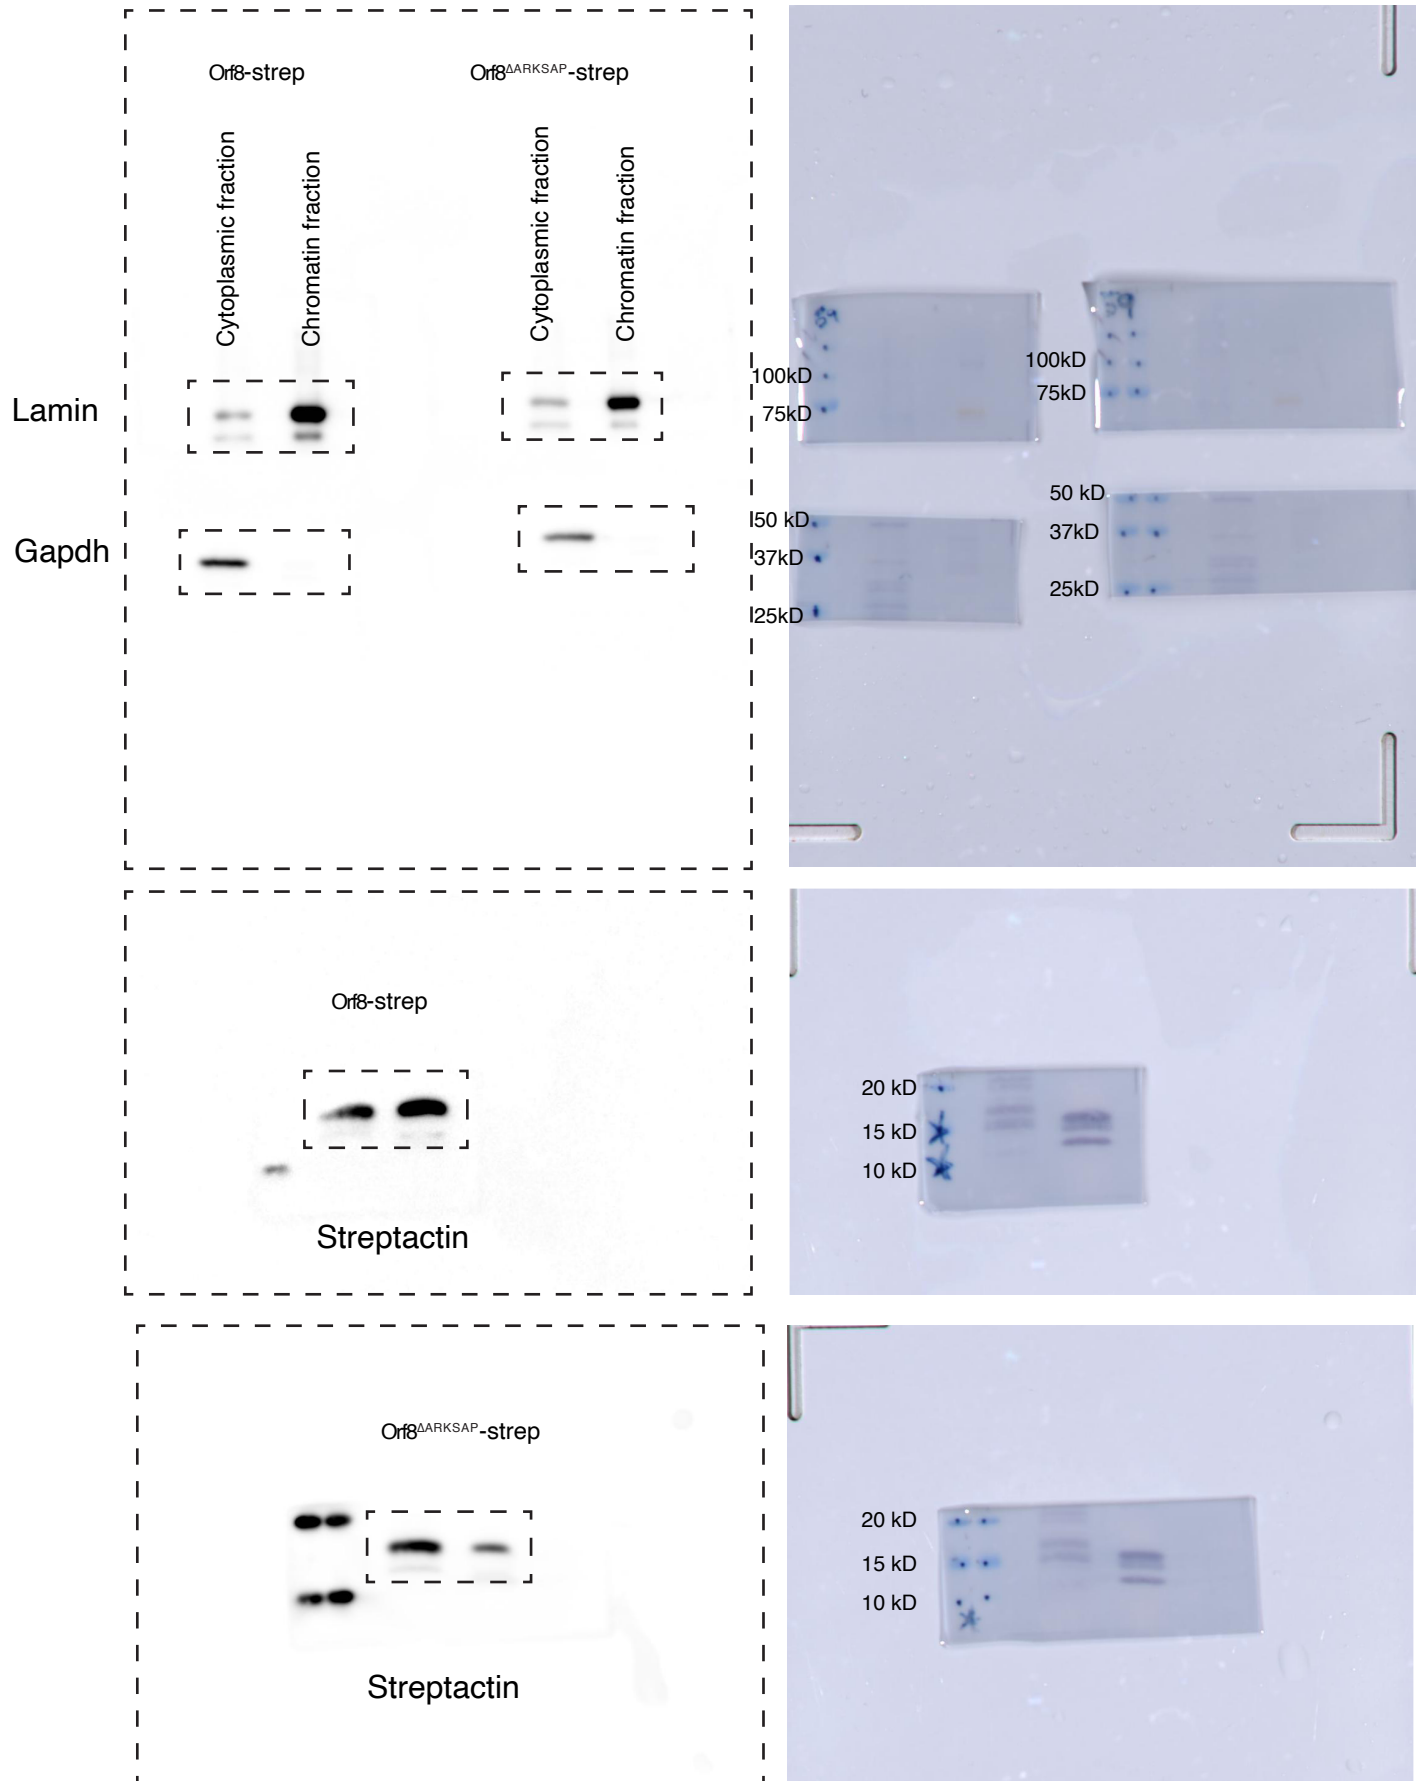 Orf8-strep
Orf8ΔARKSAP-strep
Cytoplasmic fraction
Chromatin fraction
Cytoplasmic fraction
Chromatin fraction
Lamin
Gapdh
100kD
75kD
100kD
75kD
50 kD
37kD
25kD
50 kD
37kD
25kD
Orf8-strep
Streptactin
20 kD
15 kD
10 kD
Orf8ΔARKSAP-strep
Streptactin
20 kD
15 kD
10 kD